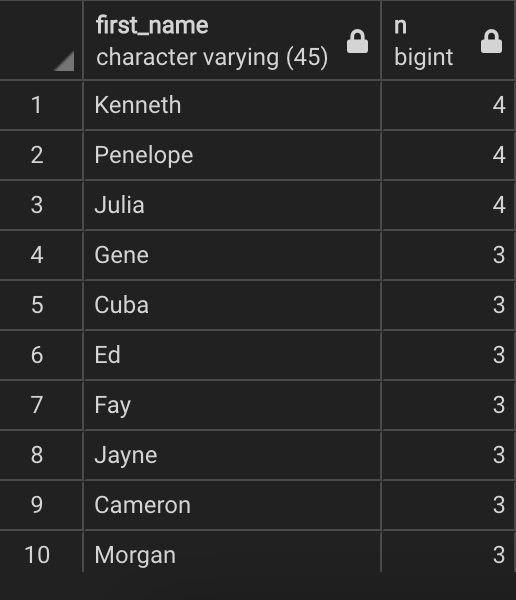 first_name n
character varying (45) bigint
1 Kenneth 4
2 Penelope 4
3 Julia 4
4 Gene 3
5 Cuba 3
6 Ed 3
7 Fay 3
8 Jayne 3
9 Cameron 3
10 Morgan 3